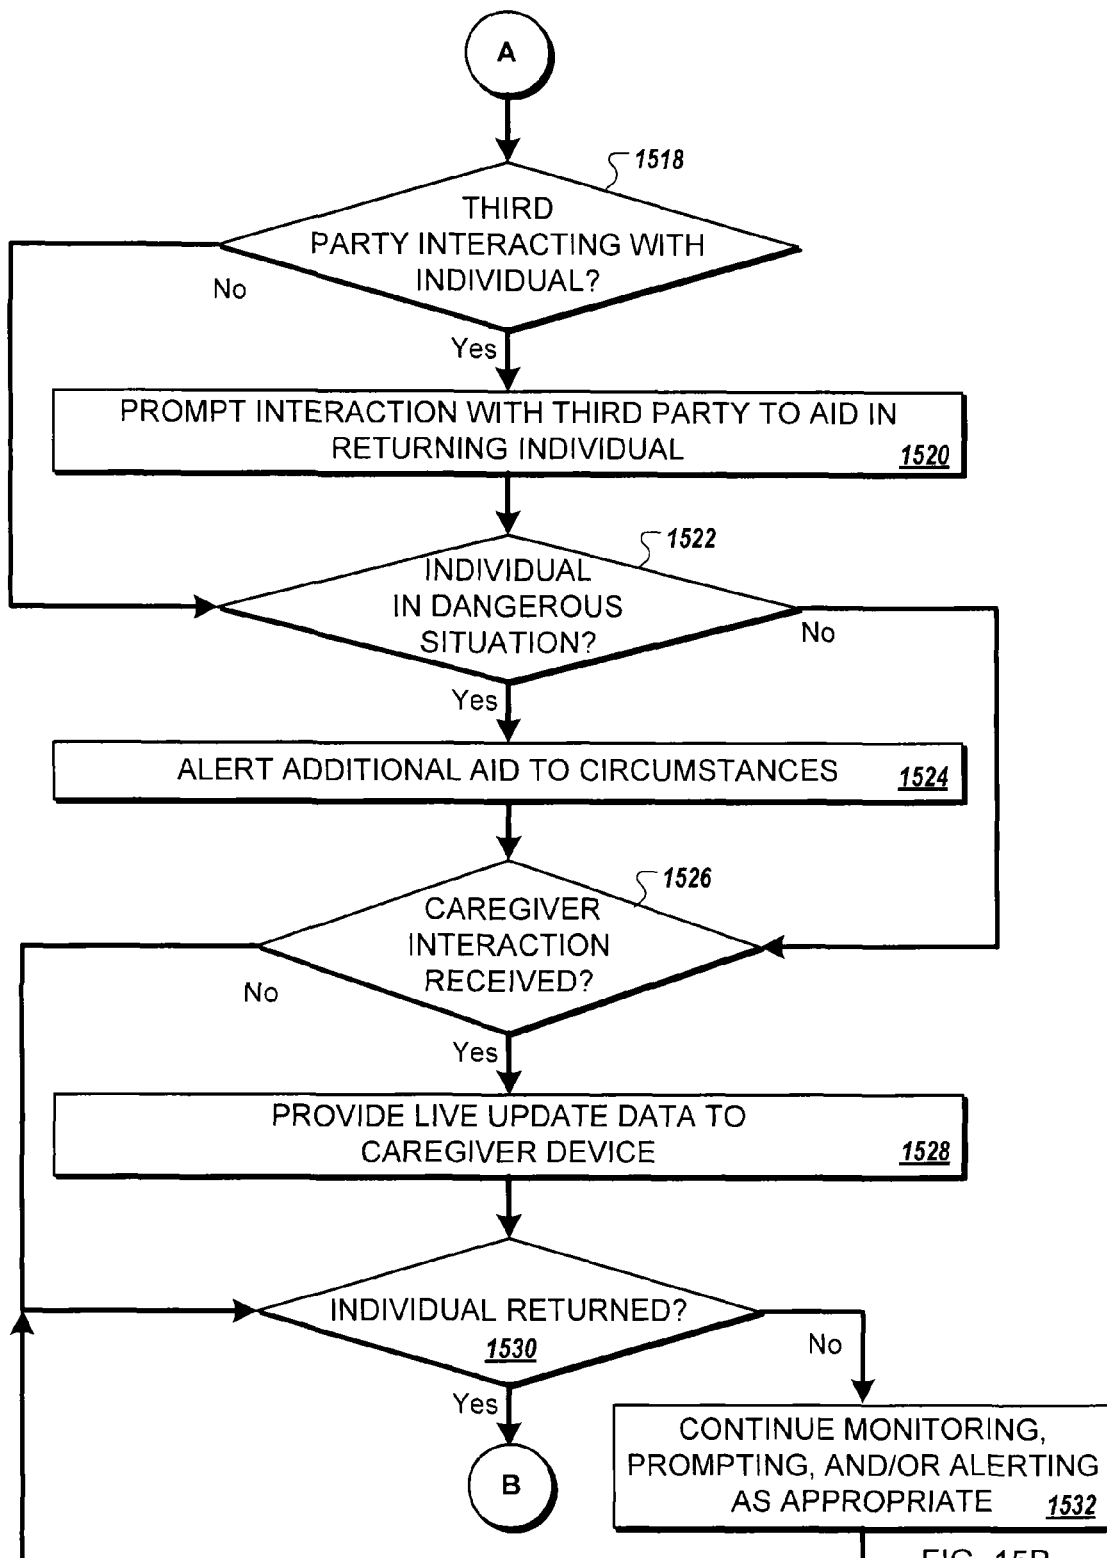 A
1518
THIRD
PARTY INTERACTING WITH
INDIVIDUAL?
No
Yes
PROMPT INTERACTION WITH THIRD PARTY TO AID IN
RETURNING INDIVIDUAL
1520
1522
INDIVIDUAL
IN DANGEROUS
SITUATION?
No
Yes
ALERT ADDITIONAL AID TO CIRCUMSTANCES
1524
1526
CAREGIVER
INTERACTION
RECEIVED?
No
Yes
PROVIDE LIVE UPDATE DATA TO
CAREGIVER DEVICE
1528
INDIVIDUAL RETURNED?
1530
No
Yes
B
CONTINUE MONITORING,
PROMPTING, AND/OR ALERTING
AS APPROPRIATE
1532
FIG. 15B